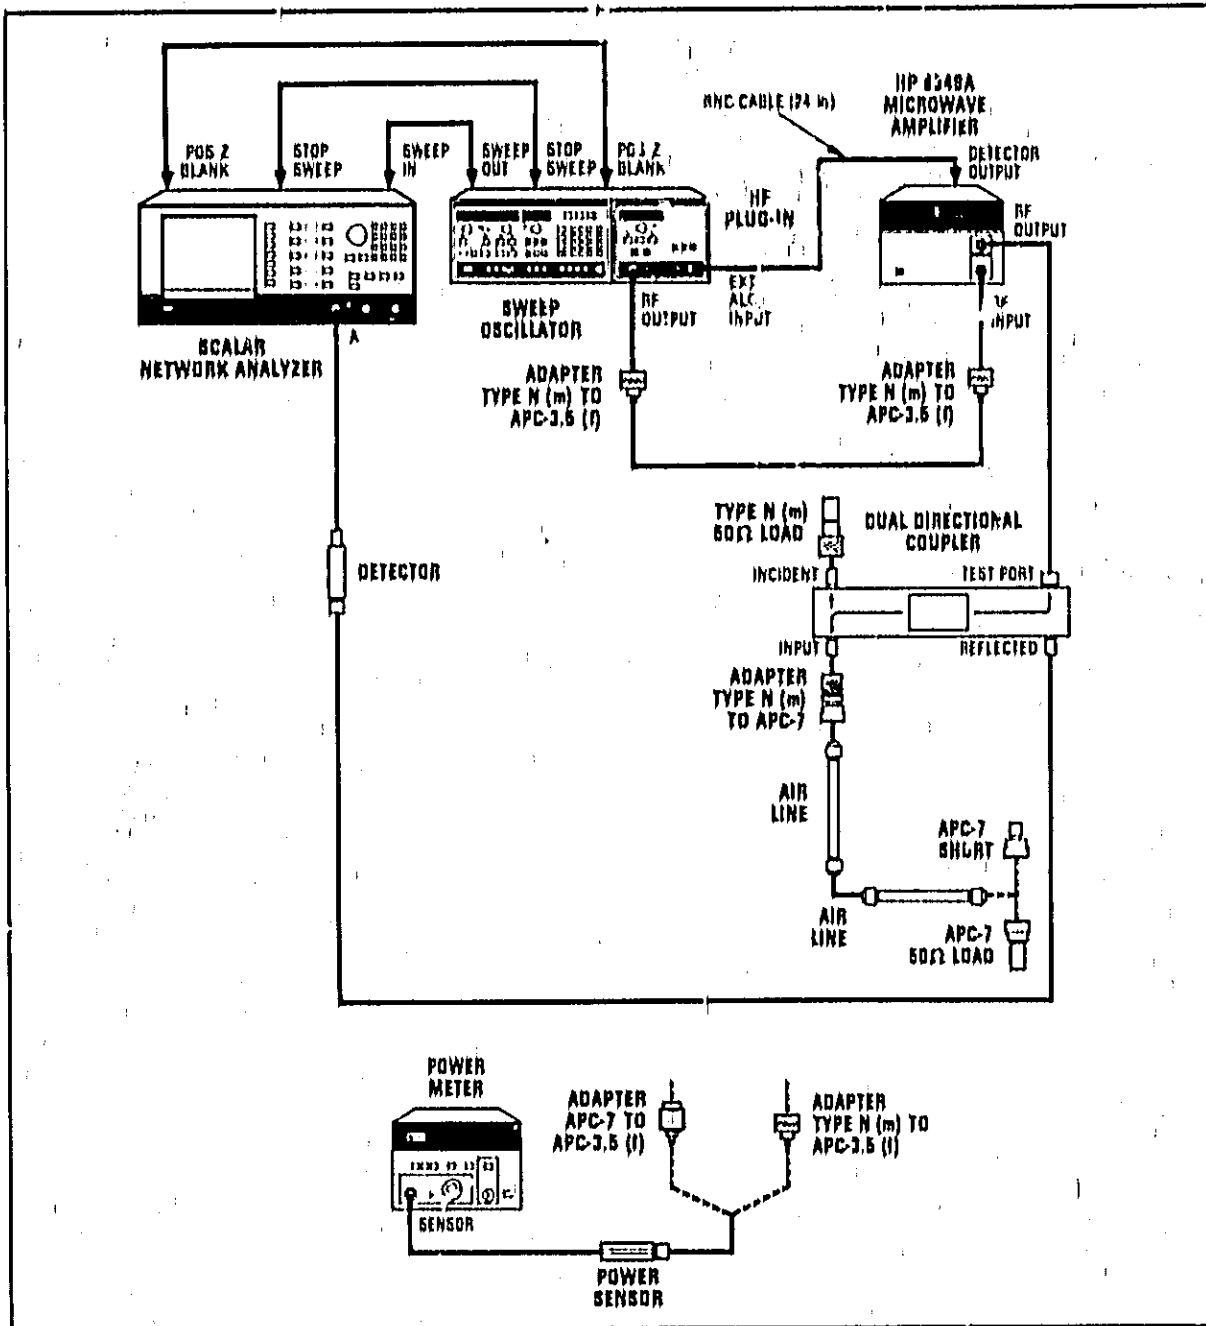 HP 8349A
MICROWAVE
AMPLIFIER
BNC CABLE (24 in)
DETECTOR
OUTPUT
POS Z
BLANK
STOP
SWEEP
SWEEP
IN
SWEEP
OUT
STOP
SWEEP
POS Z
BLANK
RF
PLUG-IN
RF
OUTPUT
A
SCALAR
NETWORK ANALYZER
SWEEP
OSCILLATOR
RF
OUTPUT
EXT
ALC
INPUT
RF
INPUT
ADAPTER
TYPE N (m) TO
APC-3.5 (f)
ADAPTER
TYPE N (m) TO
APC-3.5 (f)
TYPE N (m)
50Ω LOAD
DUAL DIRECTIONAL
COUPLER
DETECTOR
INCIDENT
TEST PORT
INPUT
REFLECTED
ADAPTER
TYPE N (m)
TO APC-7
AIR
LINE
APC-7
SHORT
AIR
LINE
APC-7
50Ω LOAD
POWER
METER
SENSOR
ADAPTER
APC-7 TO
APC-3.5 (f)
ADAPTER
TYPE N (m) TO
APC-3.5 (f)
POWER
SENSOR